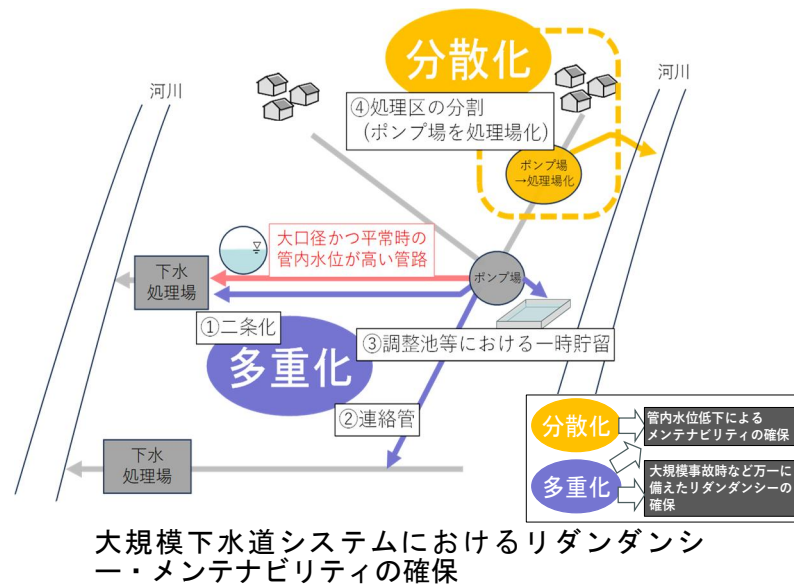 分散化
河川
河川
④処理区の分割
(ポンプ場を処理場化)
ポンプ場
→処理場化
大口径かつ平常時の
管内水位が高い管路
下水
処理場
ポンプ場
①二条化
③調整池等における一時貯留
多重化
②連絡管
下水
処理場
分散化
管内水位低下による
メンテナビリティの確保
多重化
大規模事故時など万一に
備えたリダンダンシーの
確保
大規模下水道システムにおけるリダンダンシ
ー・メンテナビリティの確保